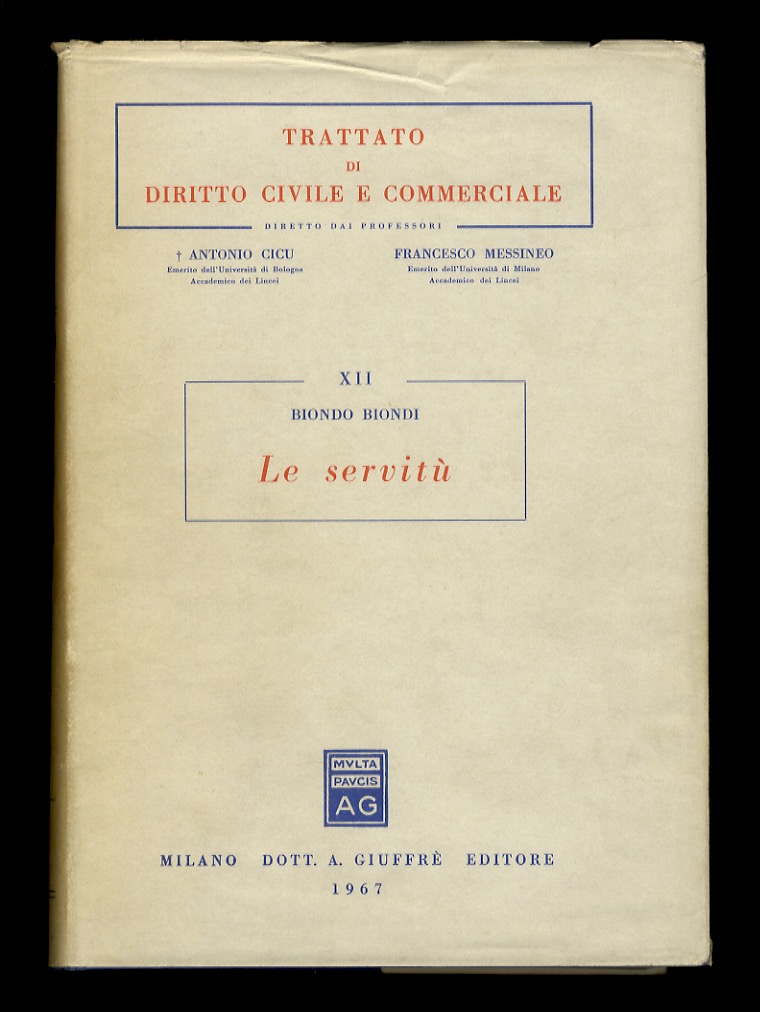 TRATTATO
DI
DIRITTO CIVILE E COMMERCIALE
DIRETTO DAI PROFESSORI
† ANTONIO CICU
Emerito dell'Università di Bologna
Accademico dei Lincei
FRANCESCO MESSINEO
Emerito dell'Università di Milano
Accademico dei Lincei
XII
BIONDO BIONDI
Le servitù
MVLTA
PAVCIS
AG
MILANO DOTT. A. GIUFFRÈ EDITORE
1967